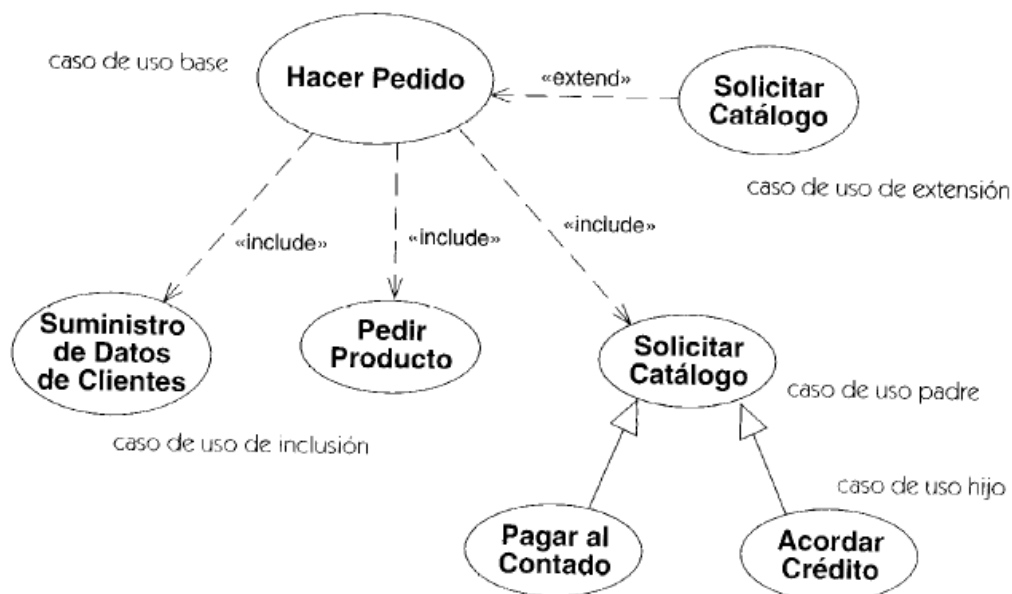 caso de uso base
Hacer Pedido
«extend»
Solicitar
Catálogo
caso de uso de extensión
«include»
«include»
«include»
Suministro
de Datos
de Clientes
Pedir
Producto
Solicitar
Catálogo
caso de uso padre
caso de uso de inclusión
caso de uso hijo
Pagar al
Contado
Acordar
Crédito